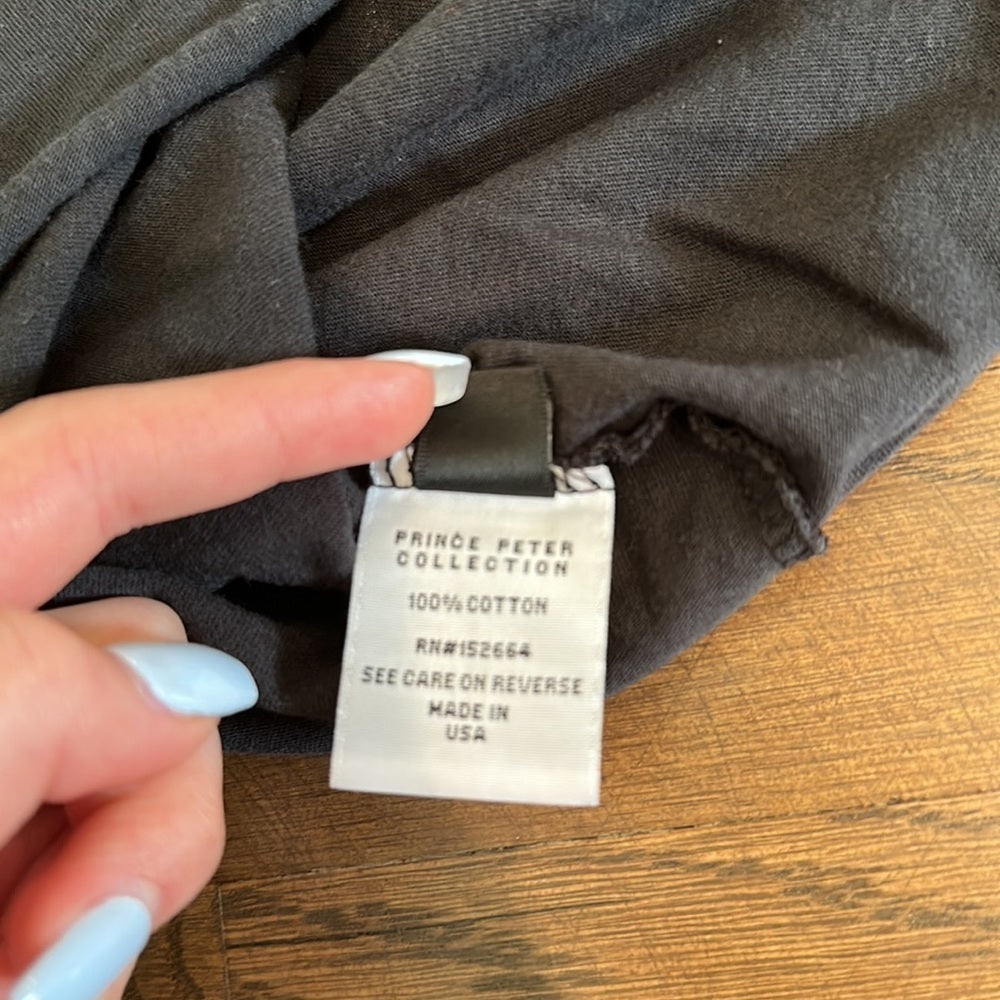 PRINCE PETER
COLLECTION
100% COTTON
RN#152664
SEE CARE ON REVERSE
MADE IN
USA